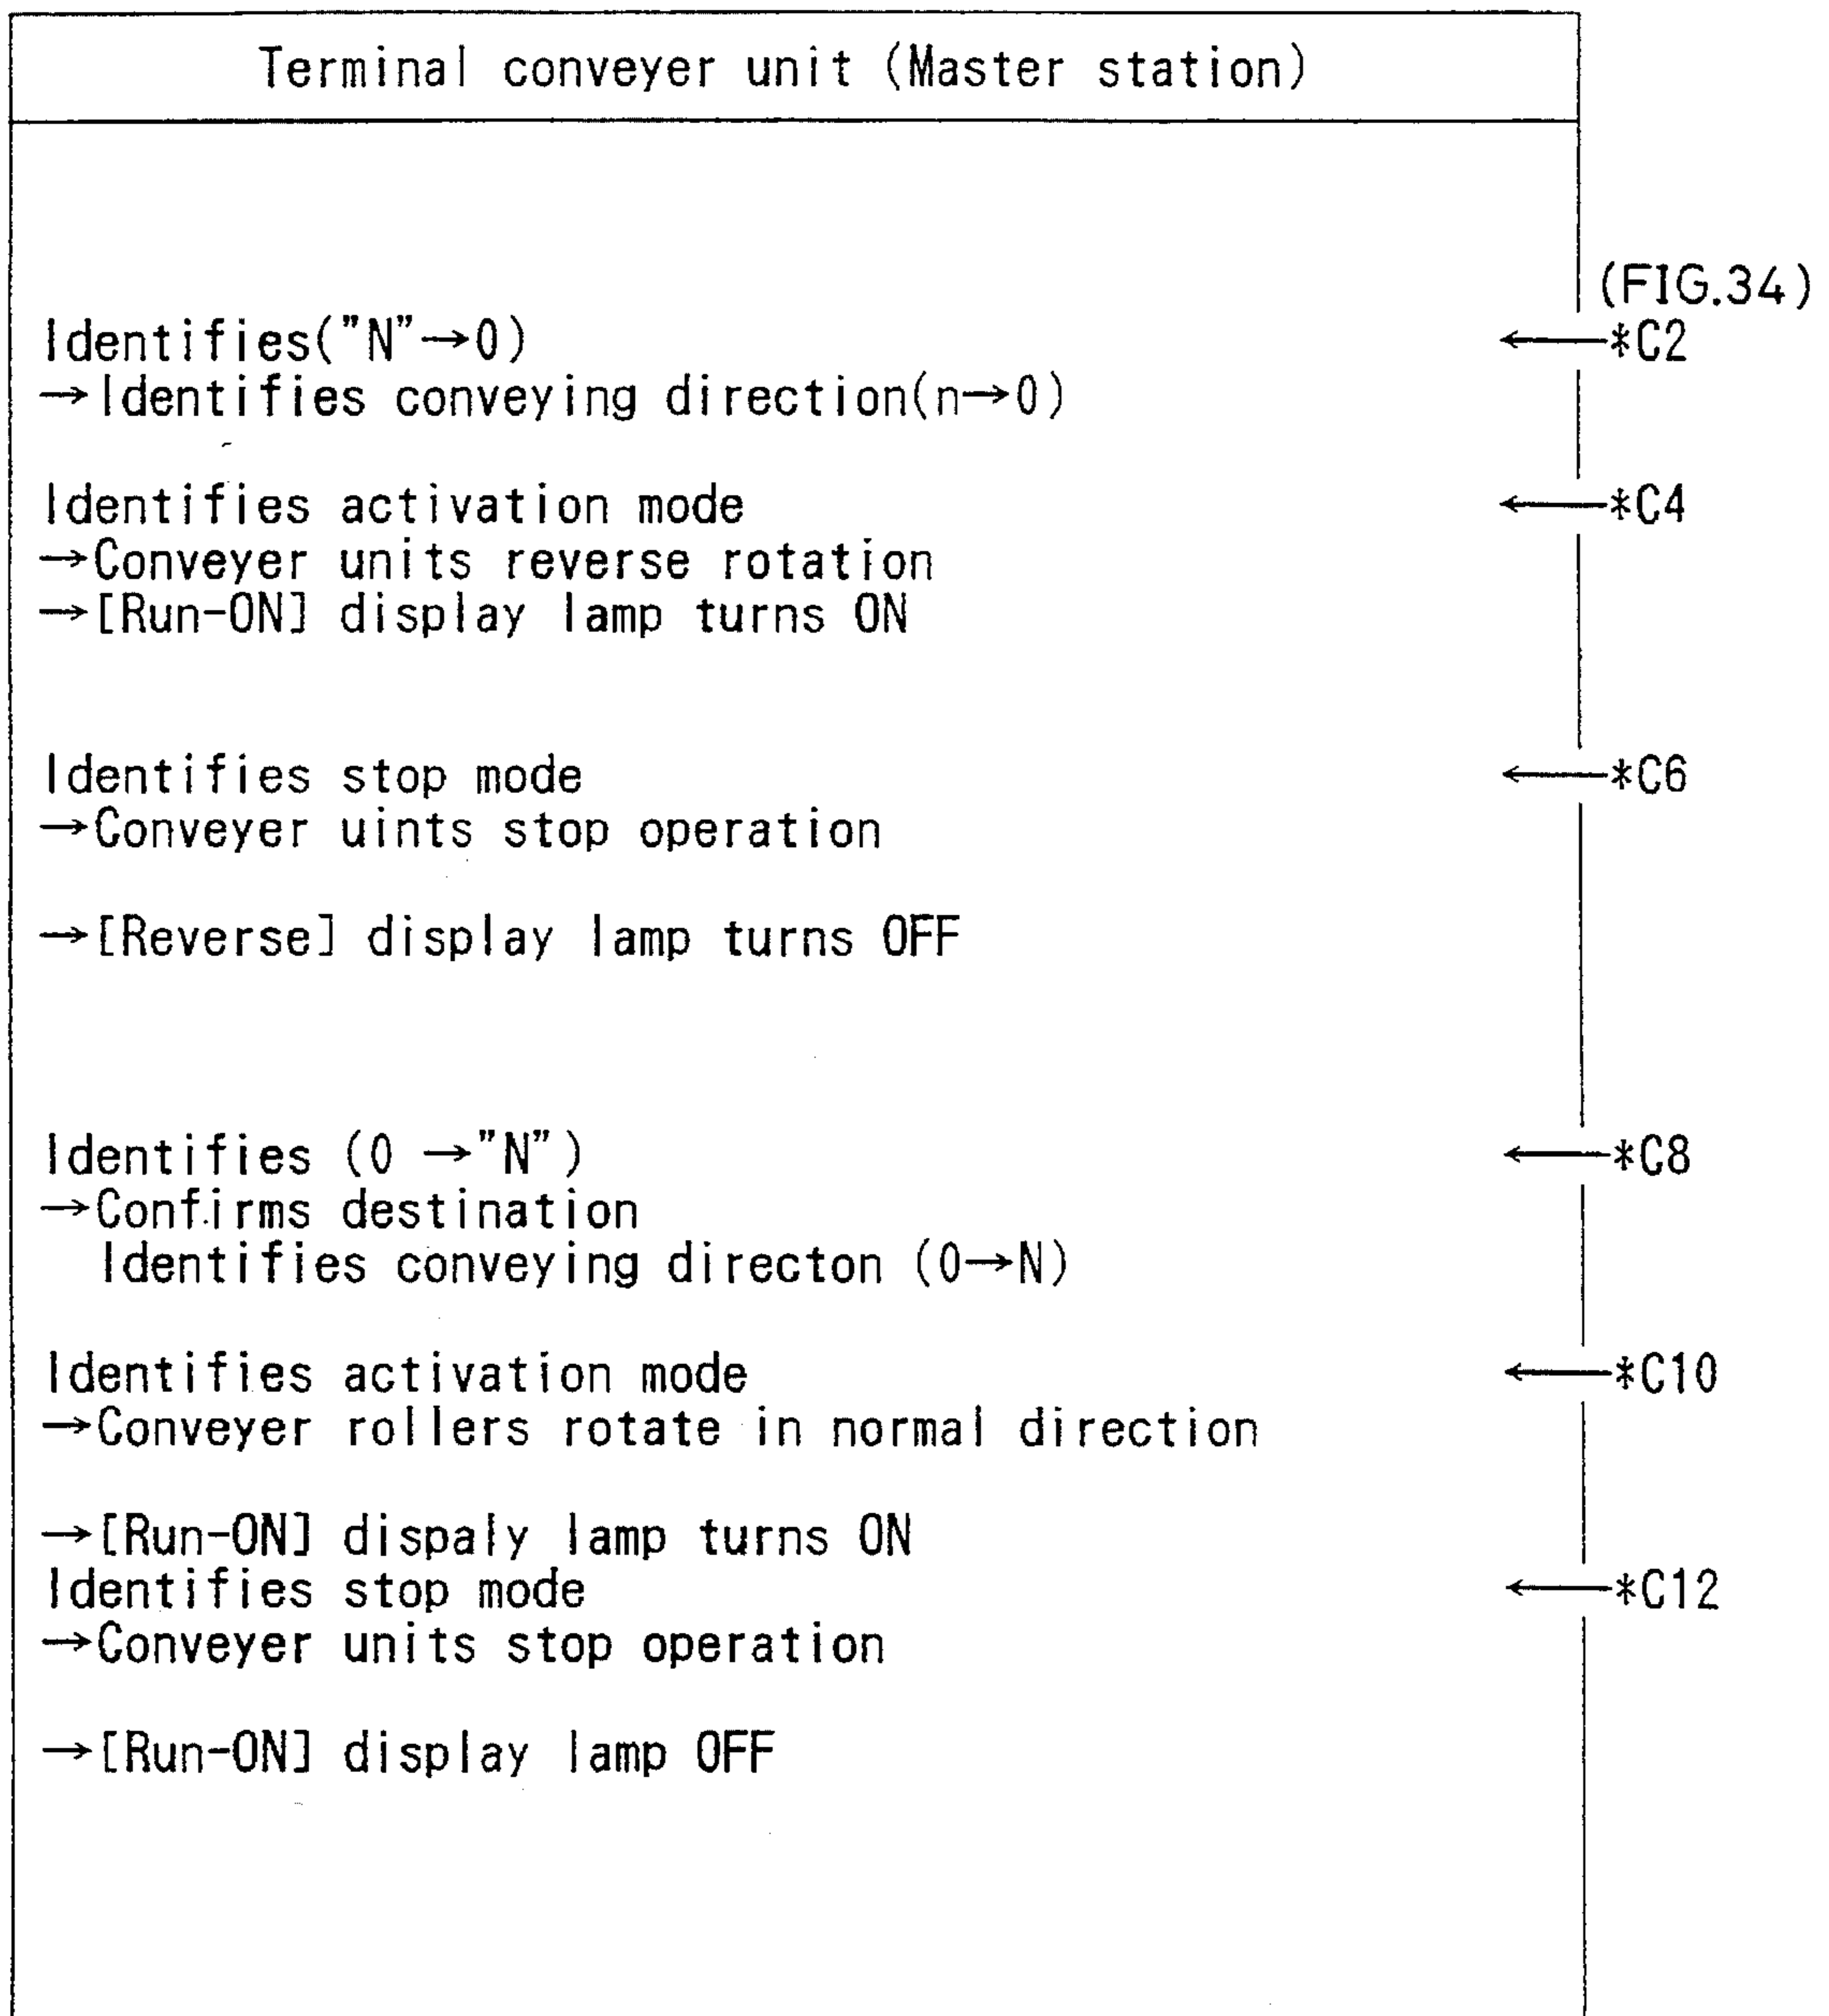 Terminal conveyer unit (Master station)
(FIG.34)
Identifies("N"→0) ←*C2
→Identifies conveying direction(n→0)
Identifies activation mode ←*C4
→Conveyer units reverse rotation
→[Run-ON] display lamp turns ON
Identifies stop mode ←*C6
→Conveyer uints stop operation
→[Reverse] display lamp turns OFF
Identifies (0 →"N") ←*C8
→Confirms destination
Identifies conveying directon (0→N)
Identifies activation mode ←*C10
→Conveyer rollers rotate in normal direction
→[Run-ON] dispaly lamp turns ON
Identifies stop mode ←*C12
→Conveyer units stop operation
→[Run-ON] display lamp OFF